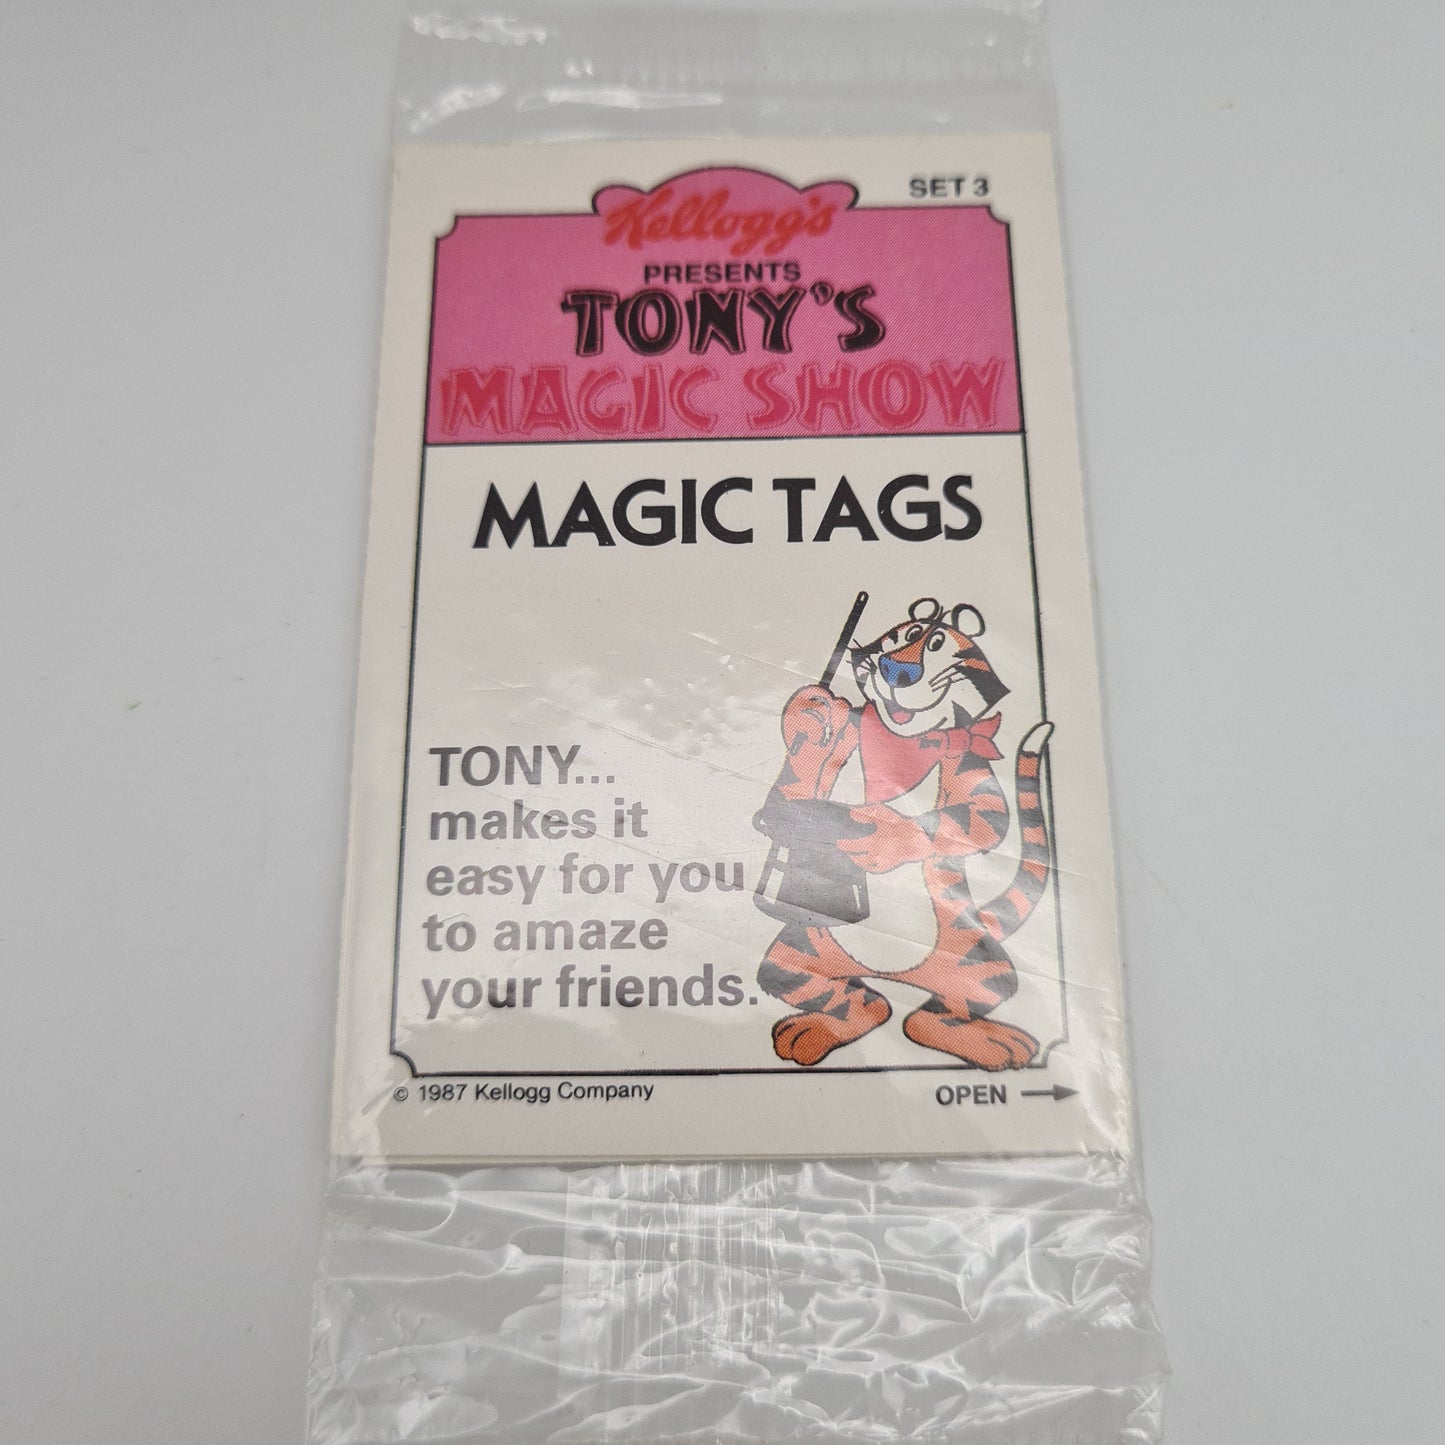 SET 3
Kellogg's
PRESENTS
TONY'S
MAGIC SHOW
MAGIC TAGS
TONY...
makes it
easy for you
to amaze
your friends.
© 1987 Kellogg Company
OPEN →